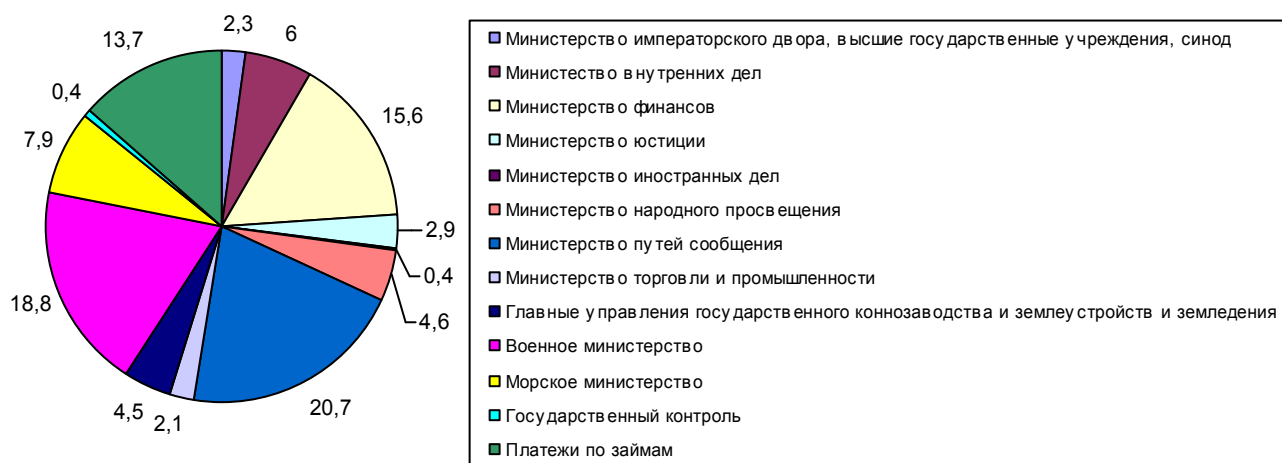 2,3
6
15,6
2,9
0,4
4,6
20,7
2,1
4,5
18,8
7,9
0,4
13,7
Министерство императорского двора, высшие государственные учреждения, синод
Министество внутренних дел
Министерство финансов
Министерство юстиции
Министерство иностранных дел
Министерство народного просвещения
Министерство путей сообщения
Министерство торговли и промышленности
Главные управления государственного коннозаводства и землеустройств и земледения
Военное министерство
Морское министерство
Государственный контроль
Платежи по займам